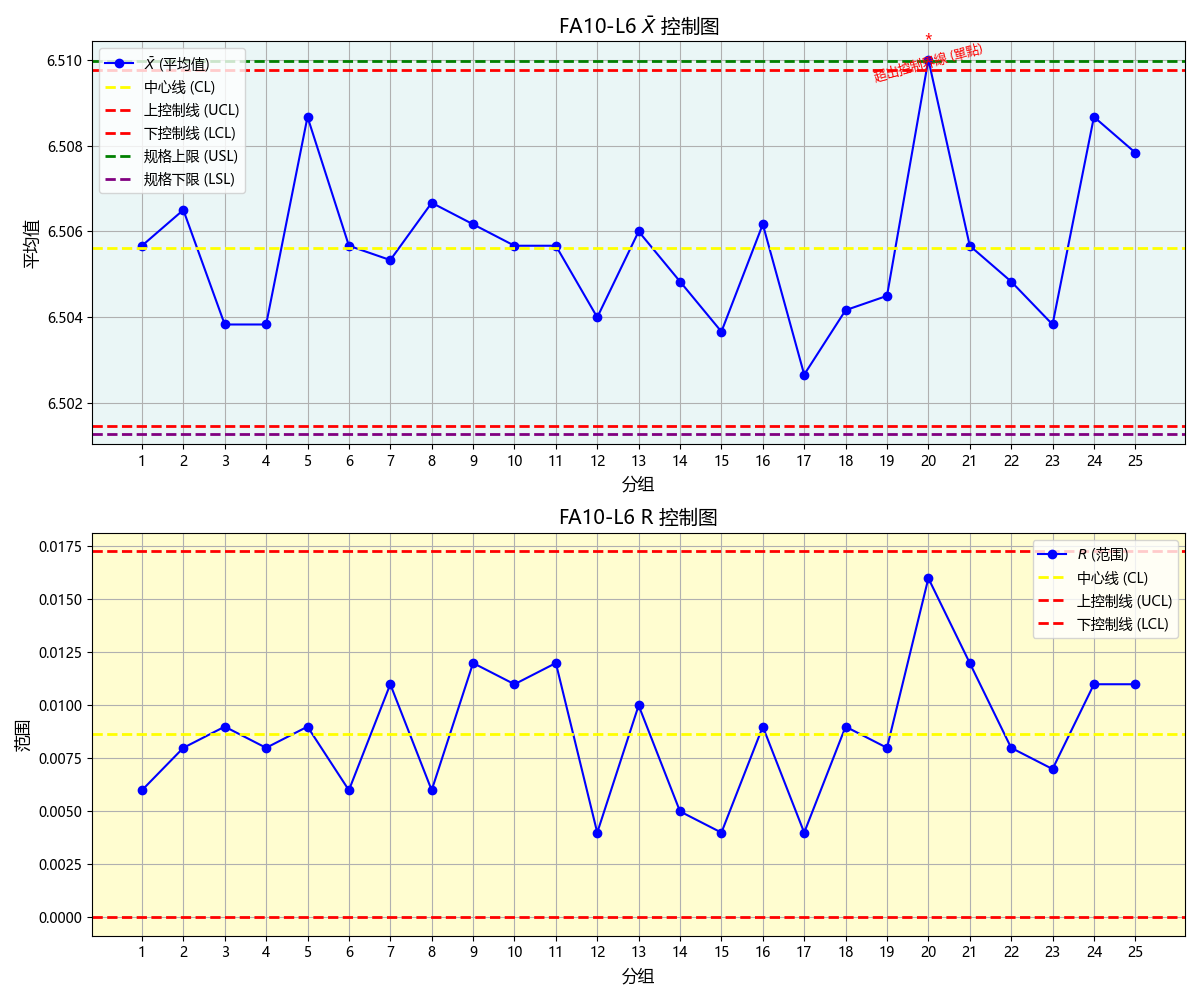 FA10-L6 X̄ 控制图
X̄ (平均值)
中心线 (CL)
上控制线 (UCL)
下控制线 (LCL)
规格上限 (USL)
规格下限 (LSL)
*
超出控制界線 (單點)
6.510
6.508
6.506
6.504
6.502
平均值
1 2 3 4 5 6 7 8 9 10 11 12 13 14 15 16 17 18 19 20 21 22 23 24 25
分组
FA10-L6 R 控制图
R (范围)
中心线 (CL)
上控制线 (UCL)
下控制线 (LCL)
0.0175
0.0150
0.0125
0.0100
0.0075
0.0050
0.0025
0.0000
范围
1 2 3 4 5 6 7 8 9 10 11 12 13 14 15 16 17 18 19 20 21 22 23 24 25
分组